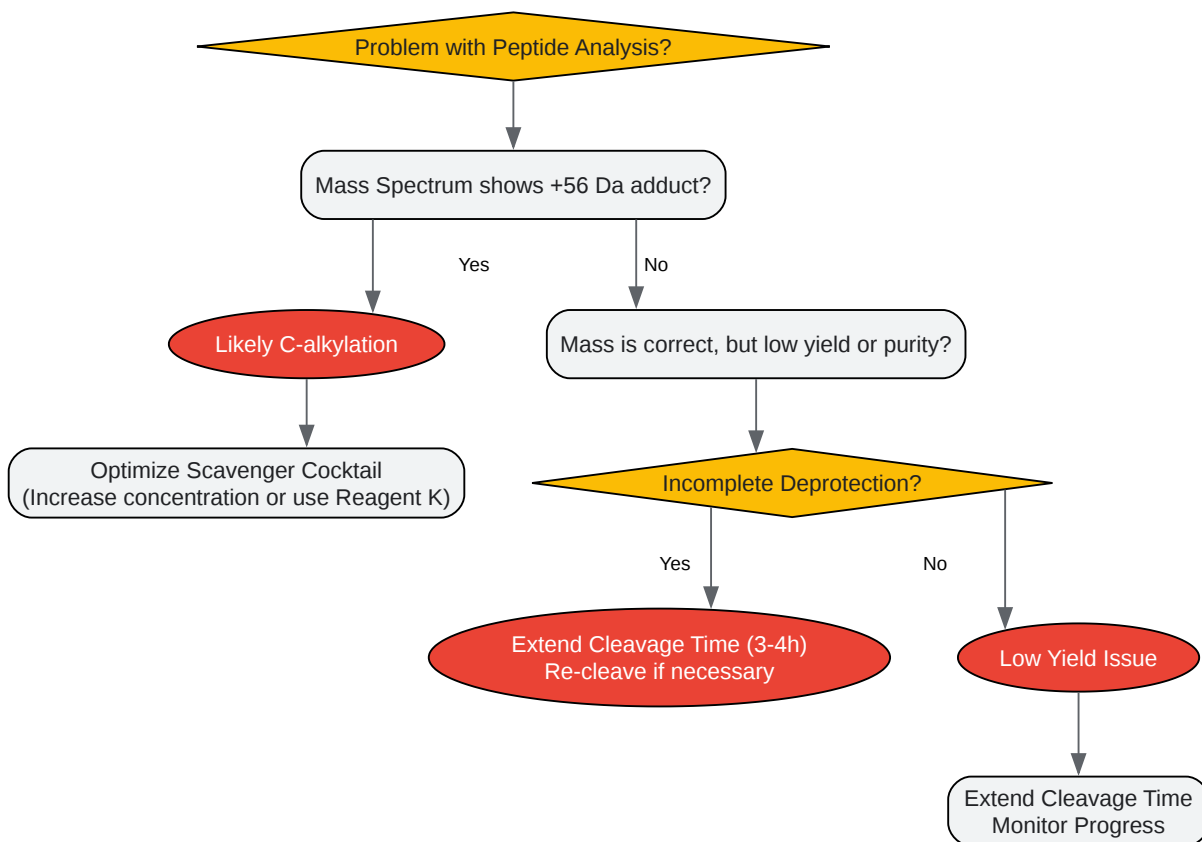 Problem with Peptide Analysis?
Mass Spectrum shows +56 Da adduct?
Yes
No
Likely C-alkylation
Mass is correct, but low yield or purity?
Optimize Scavenger Cocktail
(Increase concentration or use Reagent K)
Incomplete Deprotection?
Yes
No
Extend Cleavage Time (3-4h)
Re-cleave if necessary
Low Yield Issue
Extend Cleavage Time
Monitor Progress